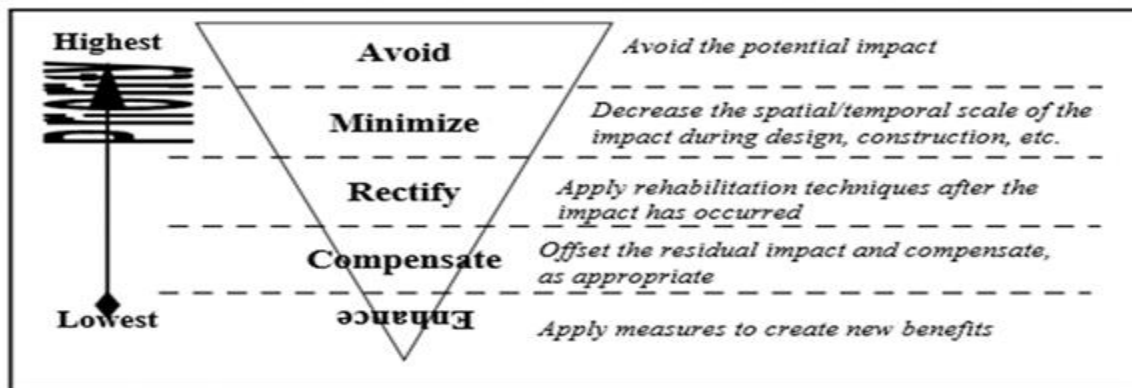 Highest
Avoid
Avoid the potential impact
Minimize
Decrease the spatial/temporal scale of the
impact during design, construction, etc.
Rectify
Apply rehabilitation techniques after the
impact has occurred
Compensate
Offset the residual impact and compensate,
as appropriate
Lowest
Enhance
Apply measures to create new benefits